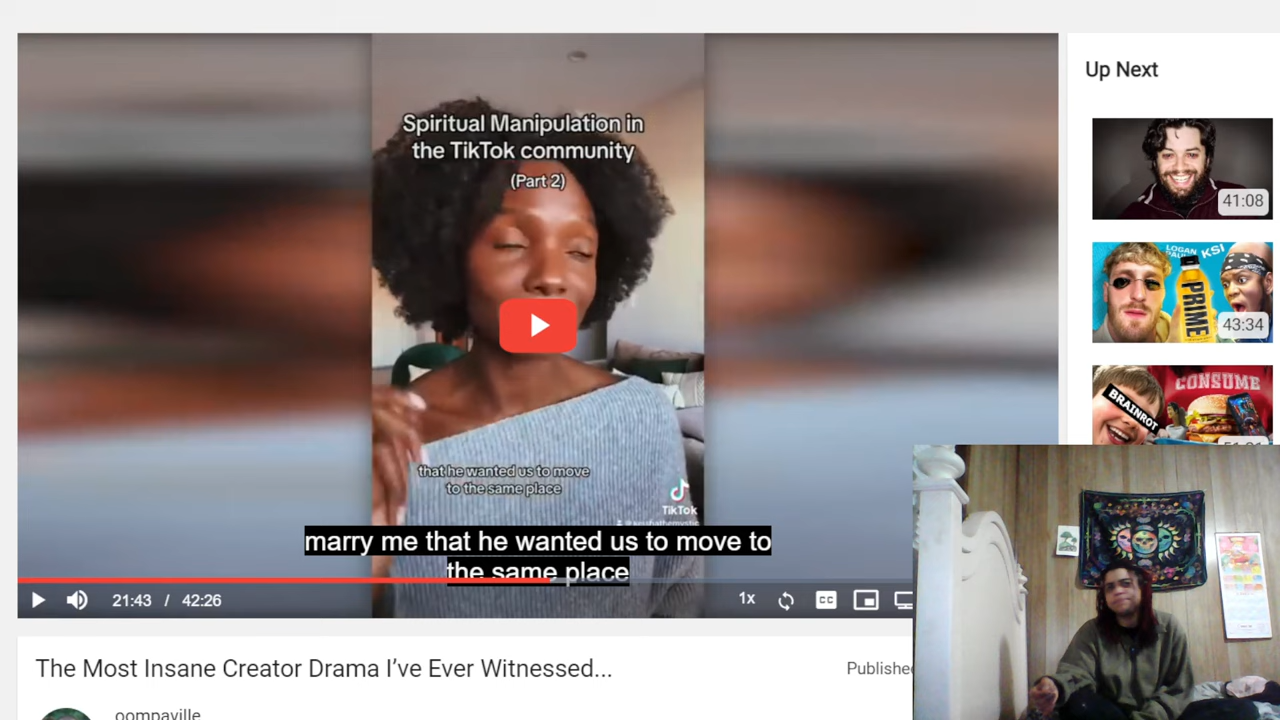 Up Next
Spiritual Manipulation in
the TikTok community
(Part 2)
41:08
LOGAN
PAUL
KSI
PRIME
43:34
CONSUME
BRAINROT
that he wanted us to move
to the same place
TikTok
marry me that he wanted us to move to
the same place
21:43 / 42:26
1x
CC
The Most Insane Creator Drama I've Ever Witnessed...
Published
oompaville